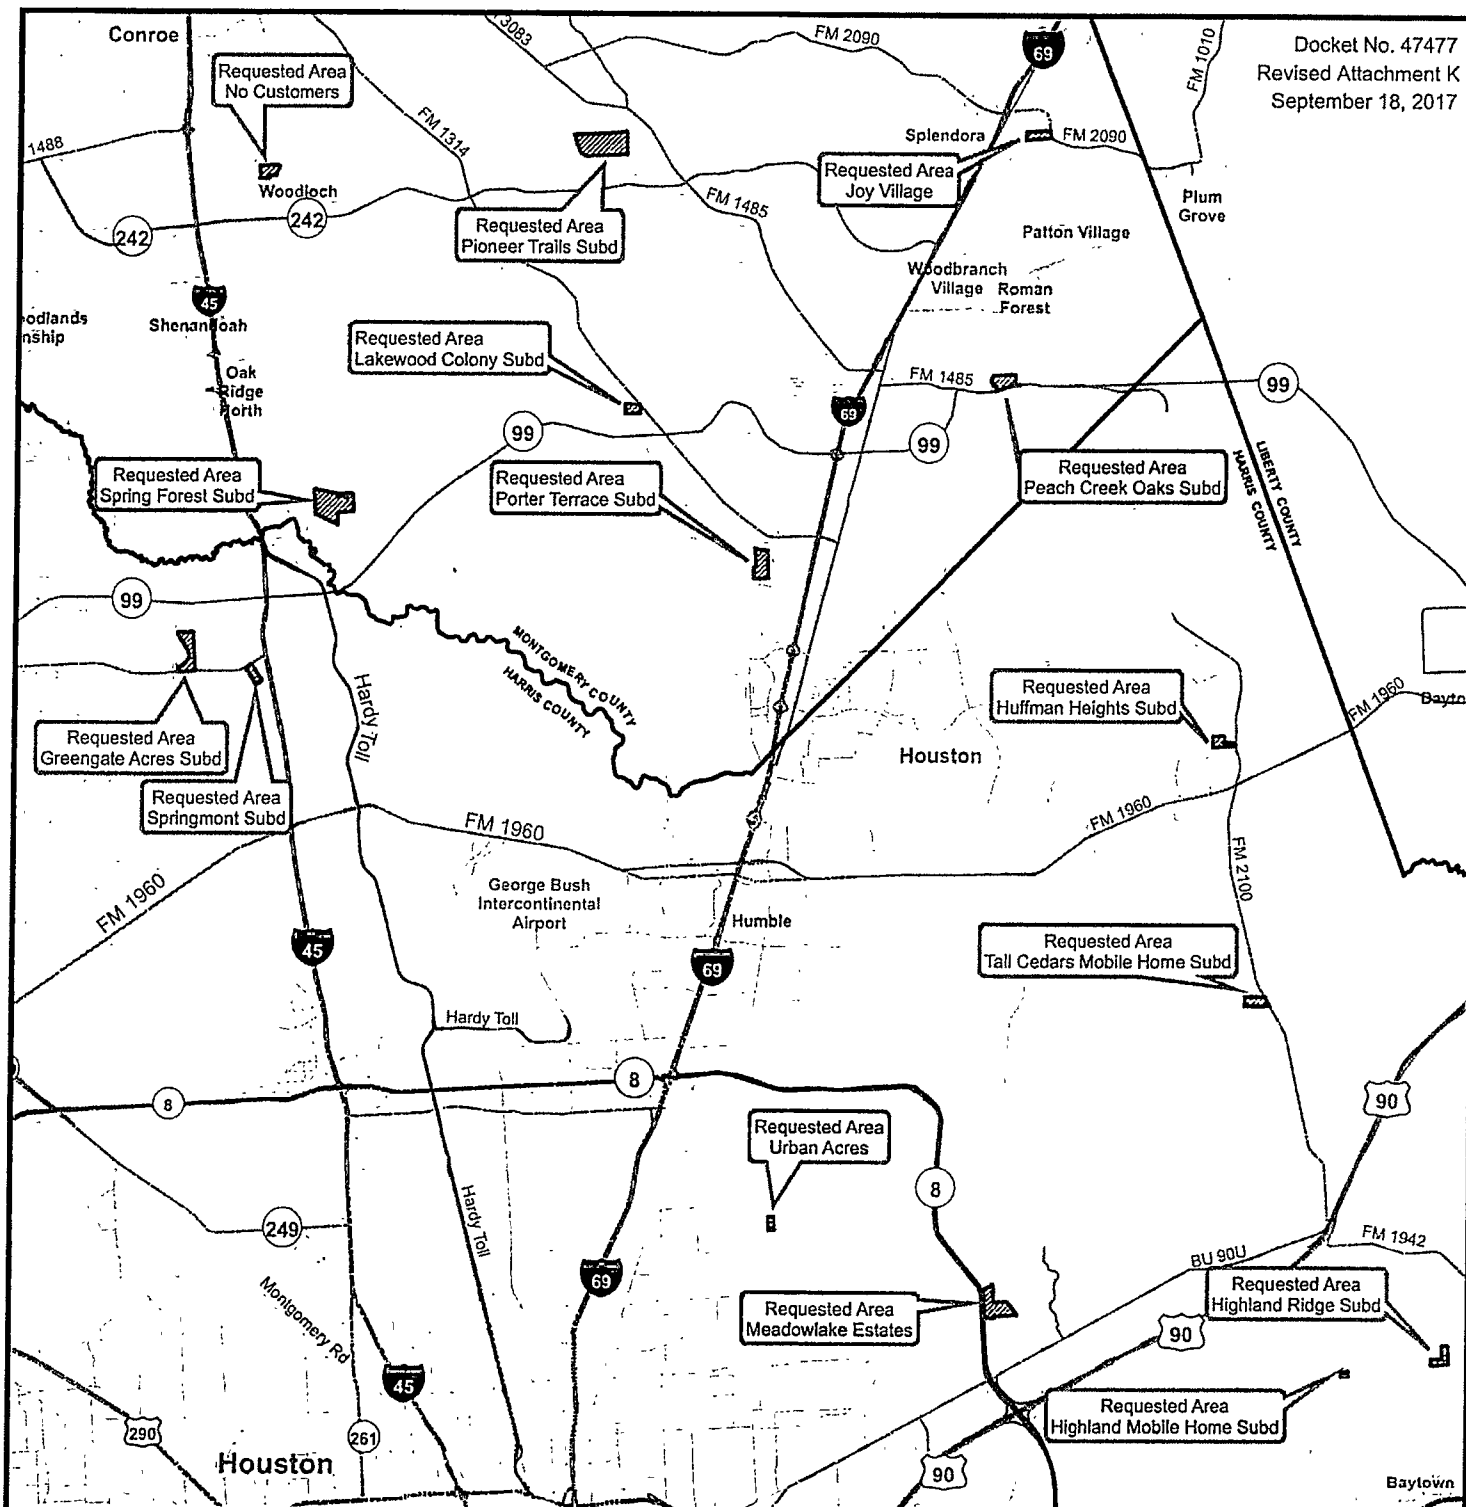 Conroe
3083
FM 2090
69
FM 1010
Docket No. 47477
Revised Attachment K
September 18, 2017
Requested Area
No Customers
FM 1314
1488
Splendora
FM 2090
Requested Area
Joy Village
Woodloch
242
242
Requested Area
Pioneer Trails Subd
FM 1485
Plum
Grove
Patton Village
Woodbranch
Village
Roman
Forest
45
odlands
nship
Shenandoah
Requested Area
Lakewood Colony Subd
Oak
Ridge
North
FM 1485
99
69
99
99
Requested Area
Spring Forest Subd
Requested Area
Porter Terrace Subd
Requested Area
Peach Creek Oaks Subd
LIBERTY COUNTY
HARRIS COUNTY
99
MONTGOMERY COUNTY
HARRIS COUNTY
Hardy Toll
Requested Area
Huffman Heights Subd
FM 1960
Bayto
Requested Area
Greengate Acres Subd
Houston
Requested Area
Springmont Subd
FM 1960
FM 1960
FM 2100
FM 1960
George Bush
Intercontinental
Airport
Humble
45
69
Requested Area
Tall Cedars Mobile Home Subd
Hardy Toll
8
8
90
Requested Area
Urban Acres
8
249
Hardy Toll
FM 1942
BU 90U
69
Requested Area
Highland Ridge Subd
Montgomery Rd
Requested Area
Meadowlake Estates
90
45
Requested Area
Highland Mobile Home Subd
290
261
Houston
90
Baytown